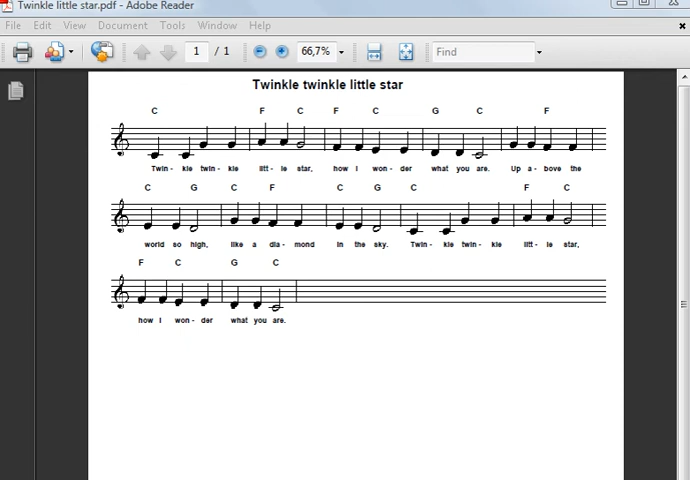 Twinkle little star.pdf - Adobe Reader
File Edit View Document Tools Window Help
1 / 1 66,7% Find
Twinkle twinkle little star
C F C F C G C F
Twin - kle twin - kle litt - le star, how I won - der what you are. Up a - bove the
C G C F C G C F C
world so high, like a dia - mond in the sky. Twin - kle twin - kle litt - le star,
F C G C
how I won - der what you are.